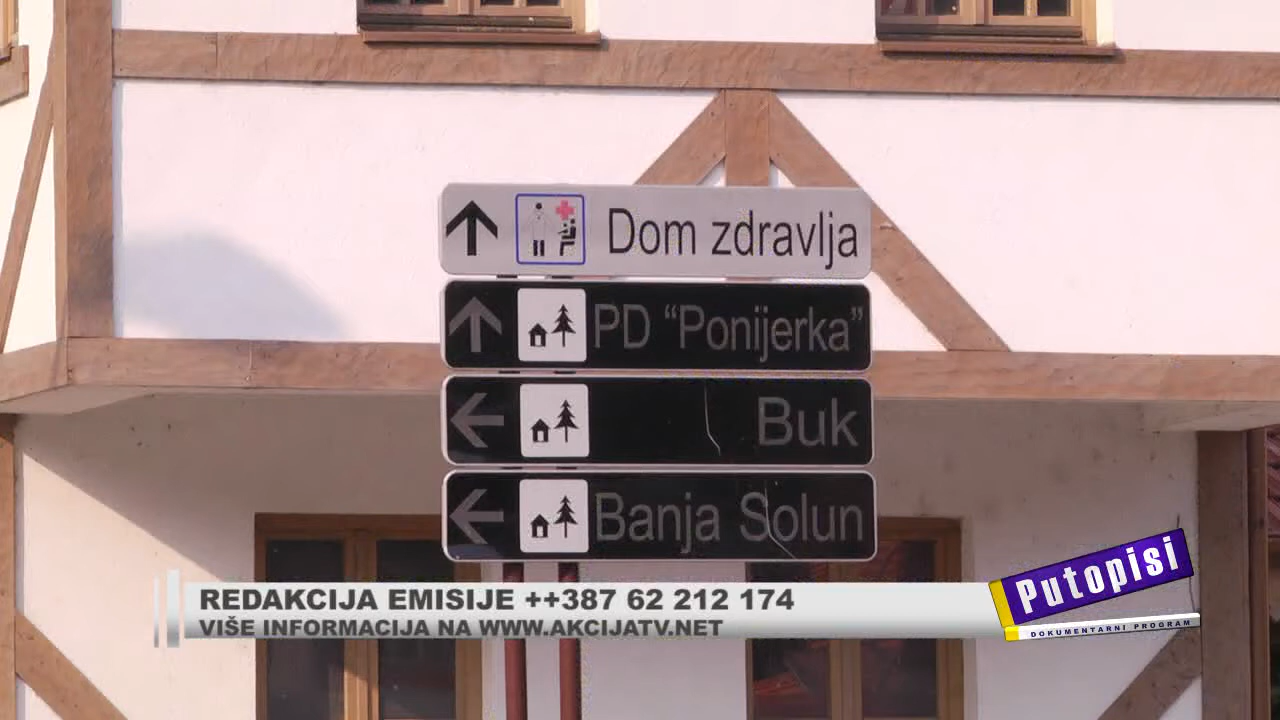 Dom zdravlja
PD “Ponijerka”
Buk
Banja Solun
REDAKCIJA EMISIJE ++387 62 212 174
VIŠE INFORMACIJA NA WWW.AKCIJATV.NET
Putopisi
DOKUMENTARNI PROGRAM